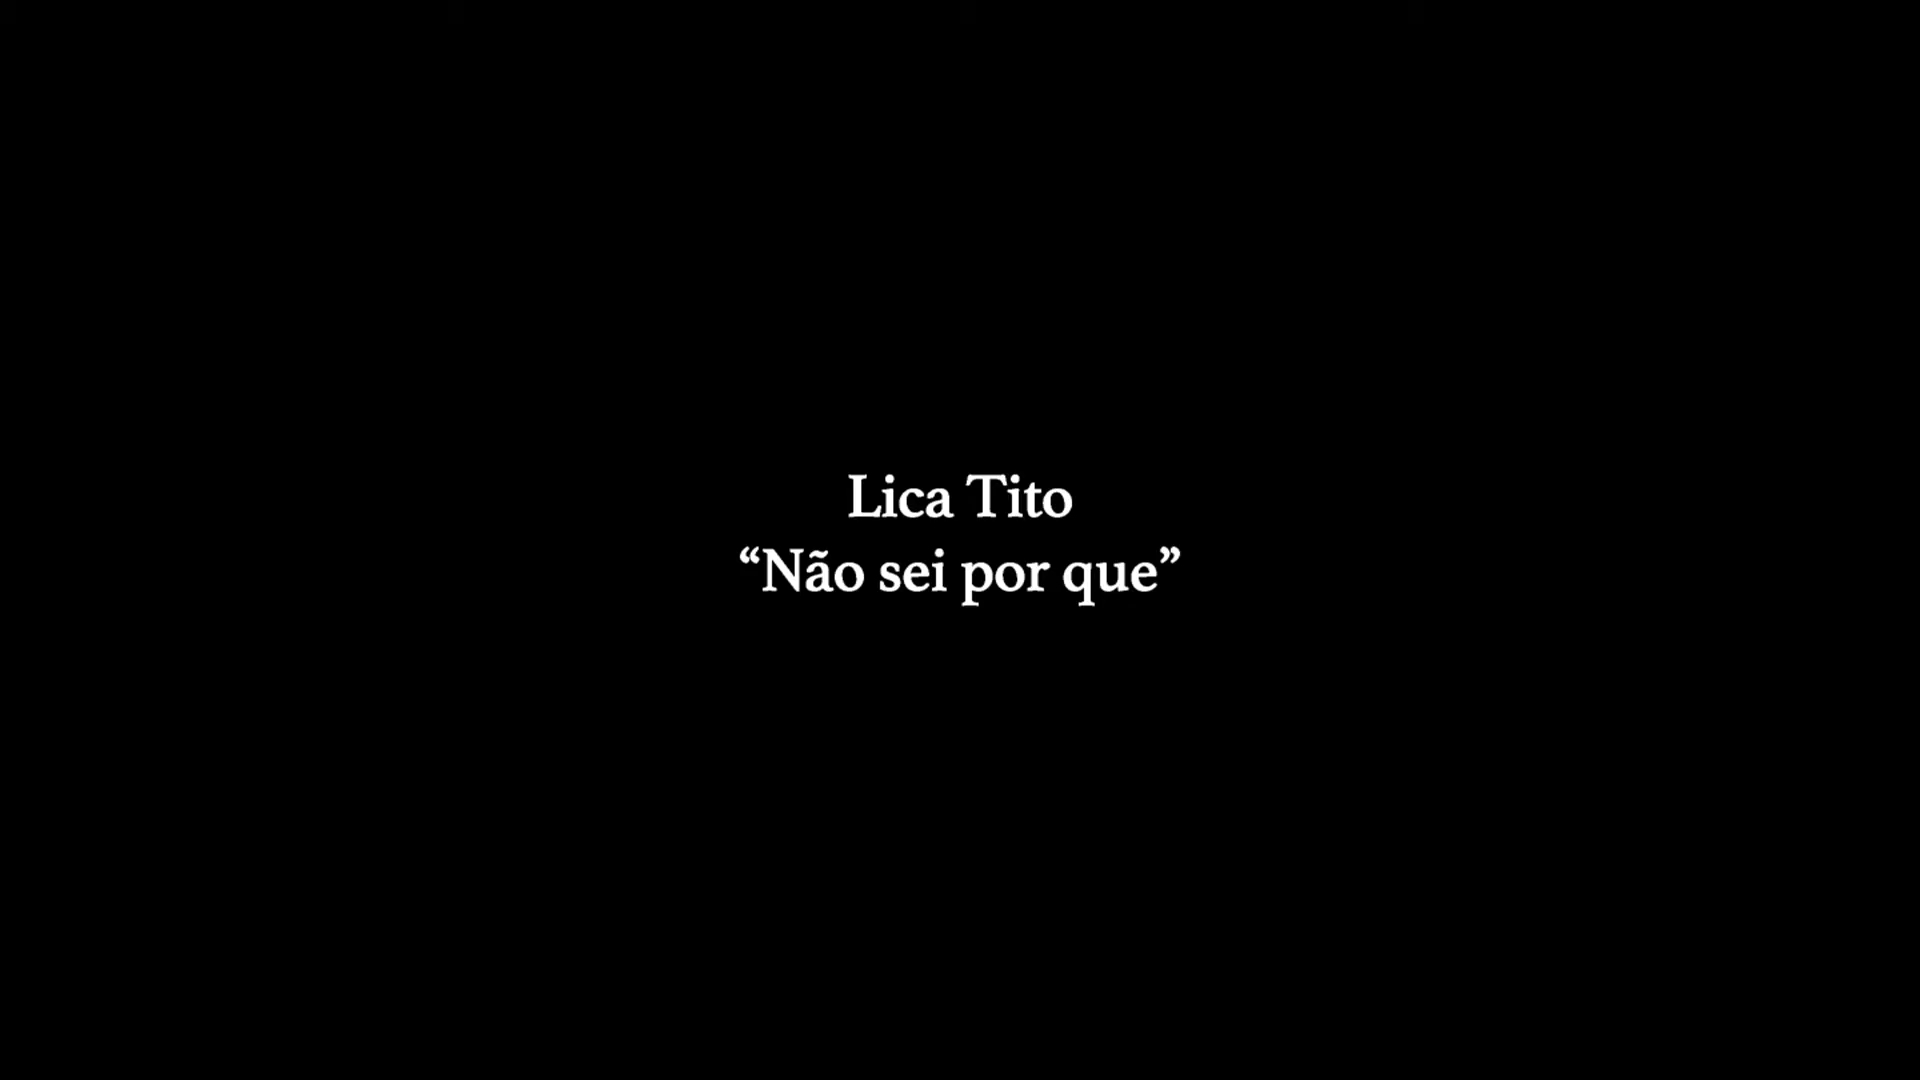 Lica Tito
“Não sei por que”